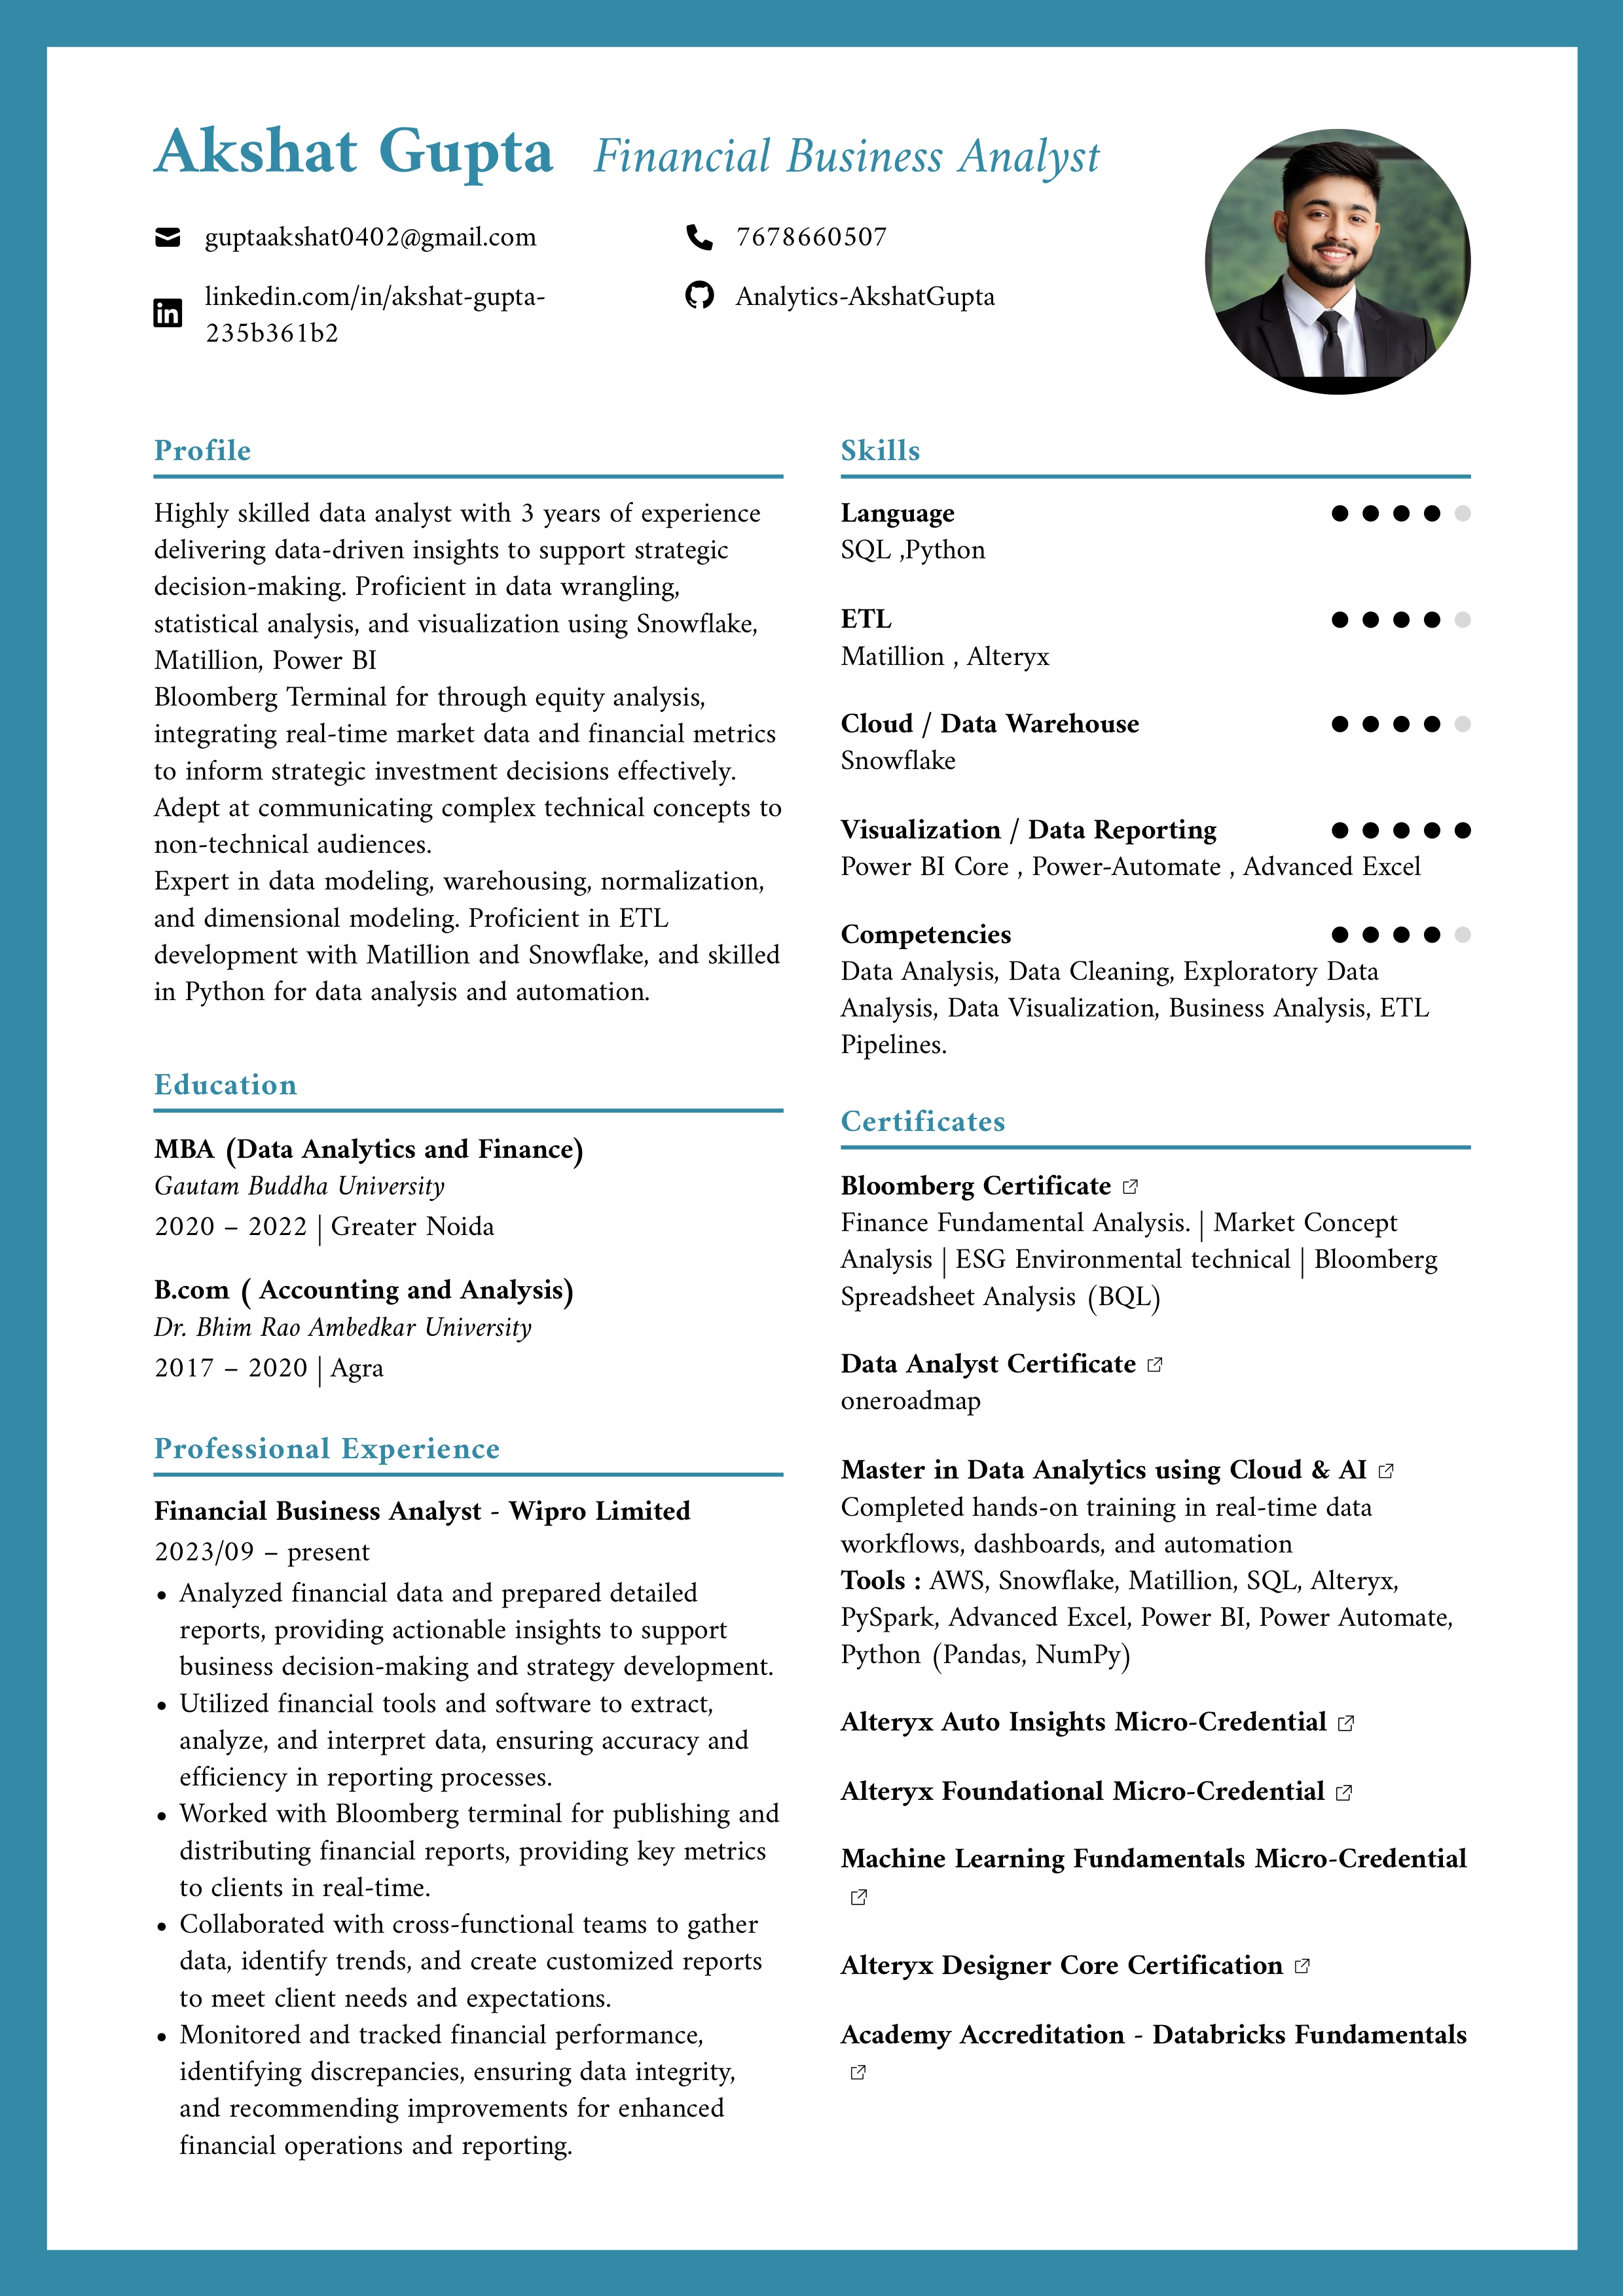 Akshat Gupta Financial Business Analyst
guptaakshat0402@gmail.com
7678660507
linkedin.com/in/akshat-gupta-
235b361b2
Analytics-AkshatGupta
Profile
Highly skilled data analyst with 3 years of experience
delivering data-driven insights to support strategic
decision-making. Proficient in data wrangling,
statistical analysis, and visualization using Snowflake,
Matillion, Power BI
Bloomberg Terminal for through equity analysis,
integrating real-time market data and financial metrics
to inform strategic investment decisions effectively.
Adept at communicating complex technical concepts to
non-technical audiences.
Expert in data modeling, warehousing, normalization,
and dimensional modeling. Proficient in ETL
development with Matillion and Snowflake, and skilled
in Python for data analysis and automation.
Education
MBA (Data Analytics and Finance)
Gautam Buddha University
2020 – 2022 | Greater Noida
B.com ( Accounting and Analysis)
Dr. Bhim Rao Ambedkar University
2017 – 2020 | Agra
Professional Experience
Financial Business Analyst - Wipro Limited
2023/09 – present
• Analyzed financial data and prepared detailed
reports, providing actionable insights to support
business decision-making and strategy development.
• Utilized financial tools and software to extract,
analyze, and interpret data, ensuring accuracy and
efficiency in reporting processes.
• Worked with Bloomberg terminal for publishing and
distributing financial reports, providing key metrics
to clients in real-time.
• Collaborated with cross-functional teams to gather
data, identify trends, and create customized reports
to meet client needs and expectations.
• Monitored and tracked financial performance,
identifying discrepancies, ensuring data integrity,
and recommending improvements for enhanced
financial operations and reporting.
Skills
Language
SQL ,Python
ETL
Matillion , Alteryx
Cloud / Data Warehouse
Snowflake
Visualization / Data Reporting
Power BI Core , Power-Automate , Advanced Excel
Competencies
Data Analysis, Data Cleaning, Exploratory Data
Analysis, Data Visualization, Business Analysis, ETL
Pipelines.
Certificates
Bloomberg Certificate
Finance Fundamental Analysis. | Market Concept
Analysis | ESG Environmental technical | Bloomberg
Spreadsheet Analysis (BQL)
Data Analyst Certificate
oneroadmap
Master in Data Analytics using Cloud & AI
Completed hands-on training in real-time data
workflows, dashboards, and automation
Tools : AWS, Snowflake, Matillion, SQL, Alteryx,
PySpark, Advanced Excel, Power BI, Power Automate,
Python (Pandas, NumPy)
Alteryx Auto Insights Micro-Credential
Alteryx Foundational Micro-Credential
Machine Learning Fundamentals Micro-Credential
Alteryx Designer Core Certification
Academy Accreditation - Databricks Fundamentals